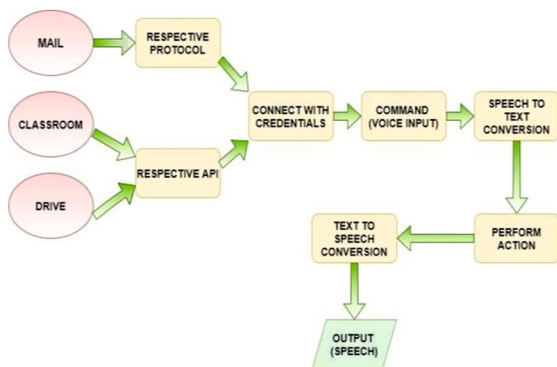 MAIL
RESPECTIVE
PROTOCOL
CLASSROOM
DRIVE
RESPECTIVE API
CONNECT WITH
CREDENTIALS
COMMAND
(VOICE INPUT)
SPEECH TO
TEXT
CONVERSION
PERFORM
ACTION
TEXT TO
SPEECH
CONVERSION
OUTPUT
(SPEECH)